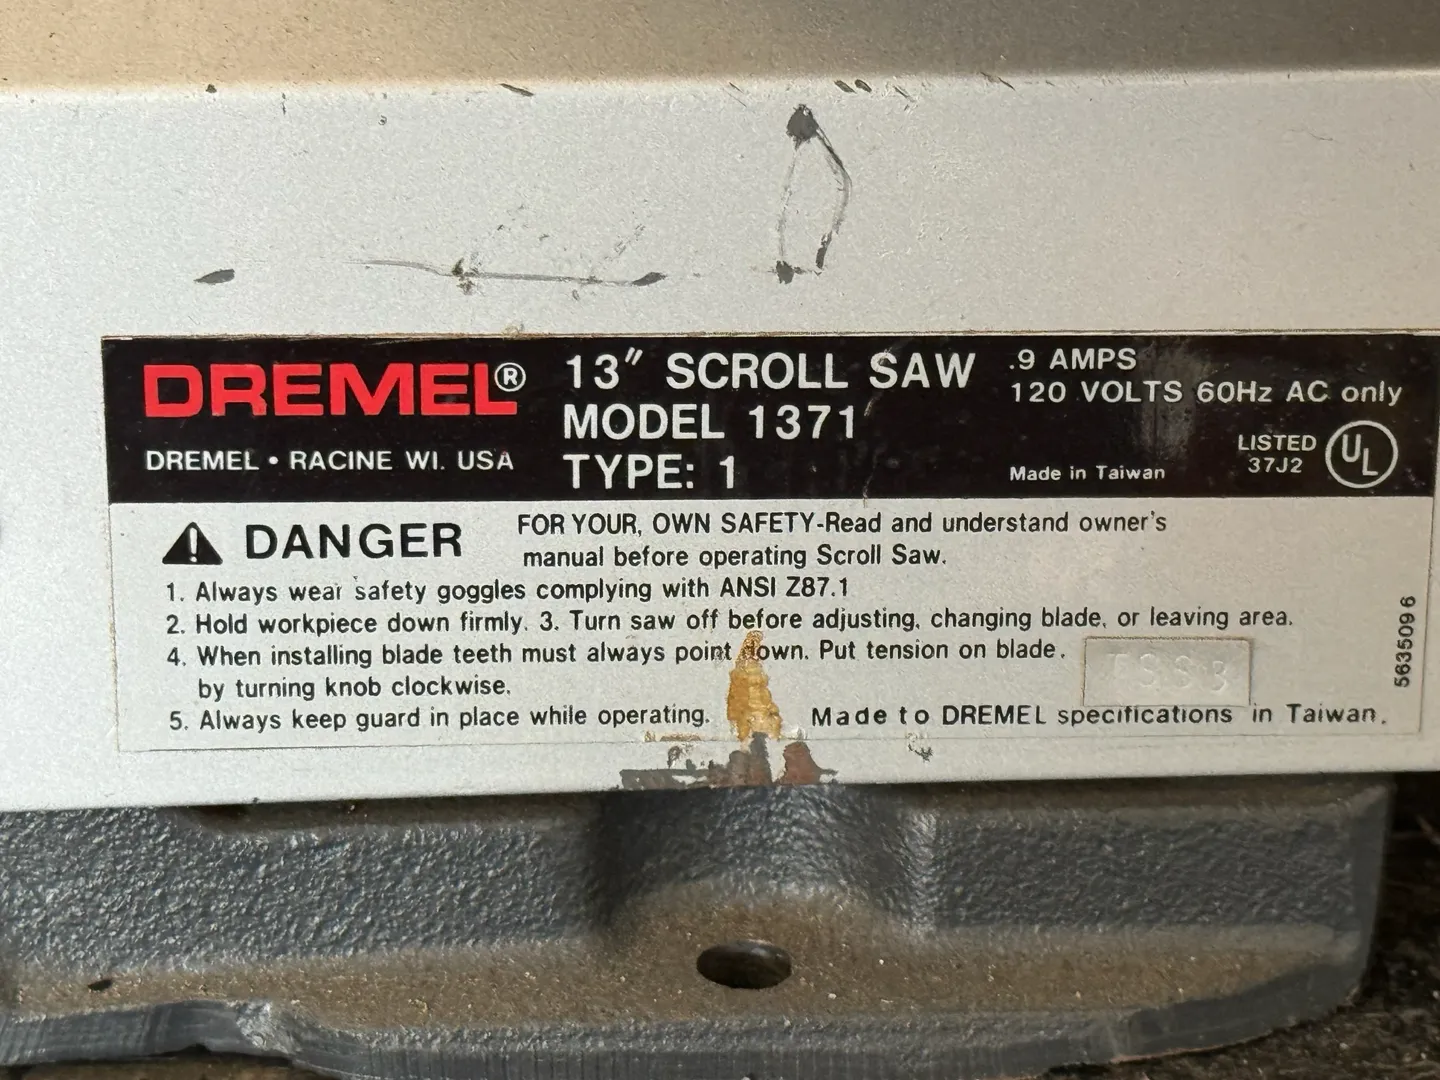 DREMEL®
DREMEL • RACINE WI. USA
13" SCROLL SAW
MODEL 1371
TYPE: 1
.9 AMPS
120 VOLTS 60Hz AC only
Made in Taiwan
LISTED
37J2
UL
DANGER
FOR YOUR, OWN SAFETY-Read and understand owner's
manual before operating Scroll Saw.
1. Always wear safety goggles complying with ANSI Z87.1
2. Hold workpiece down firmly. 3. Turn saw off before adjusting, changing blade, or leaving area.
4. When installing blade teeth must always point down. Put tension on blade.
by turning knob clockwise.
5. Always keep guard in place while operating.
Made to DREMEL specifications in Taiwan.
5635096